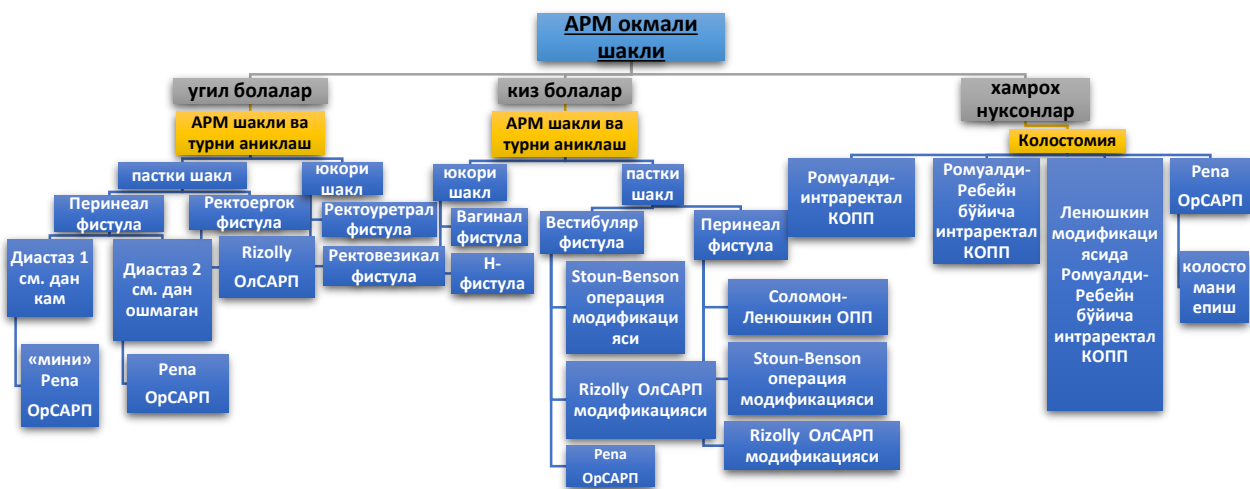 АРМ окмали
шакли
угил болалар
АРМ шакли ва
турни аниклаш
пастки шакл
Перинеал
фистула
Диастаз 1
см. дан
кам
«мини»
Pena
ОрСАРП
Диастаз 2
см. дан
ошмаган
Pena
ОрСАРП
Ректоергок
фистула
Rizolly
ОлСАРП
юкори
шакл
Ректоуретрал
фистула
Ректовезикал
фистула
киз болалар
АРМ шакли ва
турни аниклаш
юкори
шакл
Вагинал
фистула
Н-
фистула
пастки
шакл
Вестибуляр
фистула
Stoun-Benson
операция
модификаци
яси
Rizolly ОлСАРП
модификацияси
Pena
ОрСАРП
Перинеал
фистула
Соломон-
Ленюшкин ОПП
Stoun-Benson
операция
модификацияси
Rizolly ОлСАРП
модификацияси
хамрох
нуксонлар
Колостомия
Ромуалди-
интраректал
КОПП
Ромуалди-
Ребейн
бўйича
интраректал
КОПП
Ленюшкин
модификаци
ясида
Ромуалди-
Ребейн
бўйича
интраректал
КОПП
Pena
ОрСАРП
колосто
мани
епиш